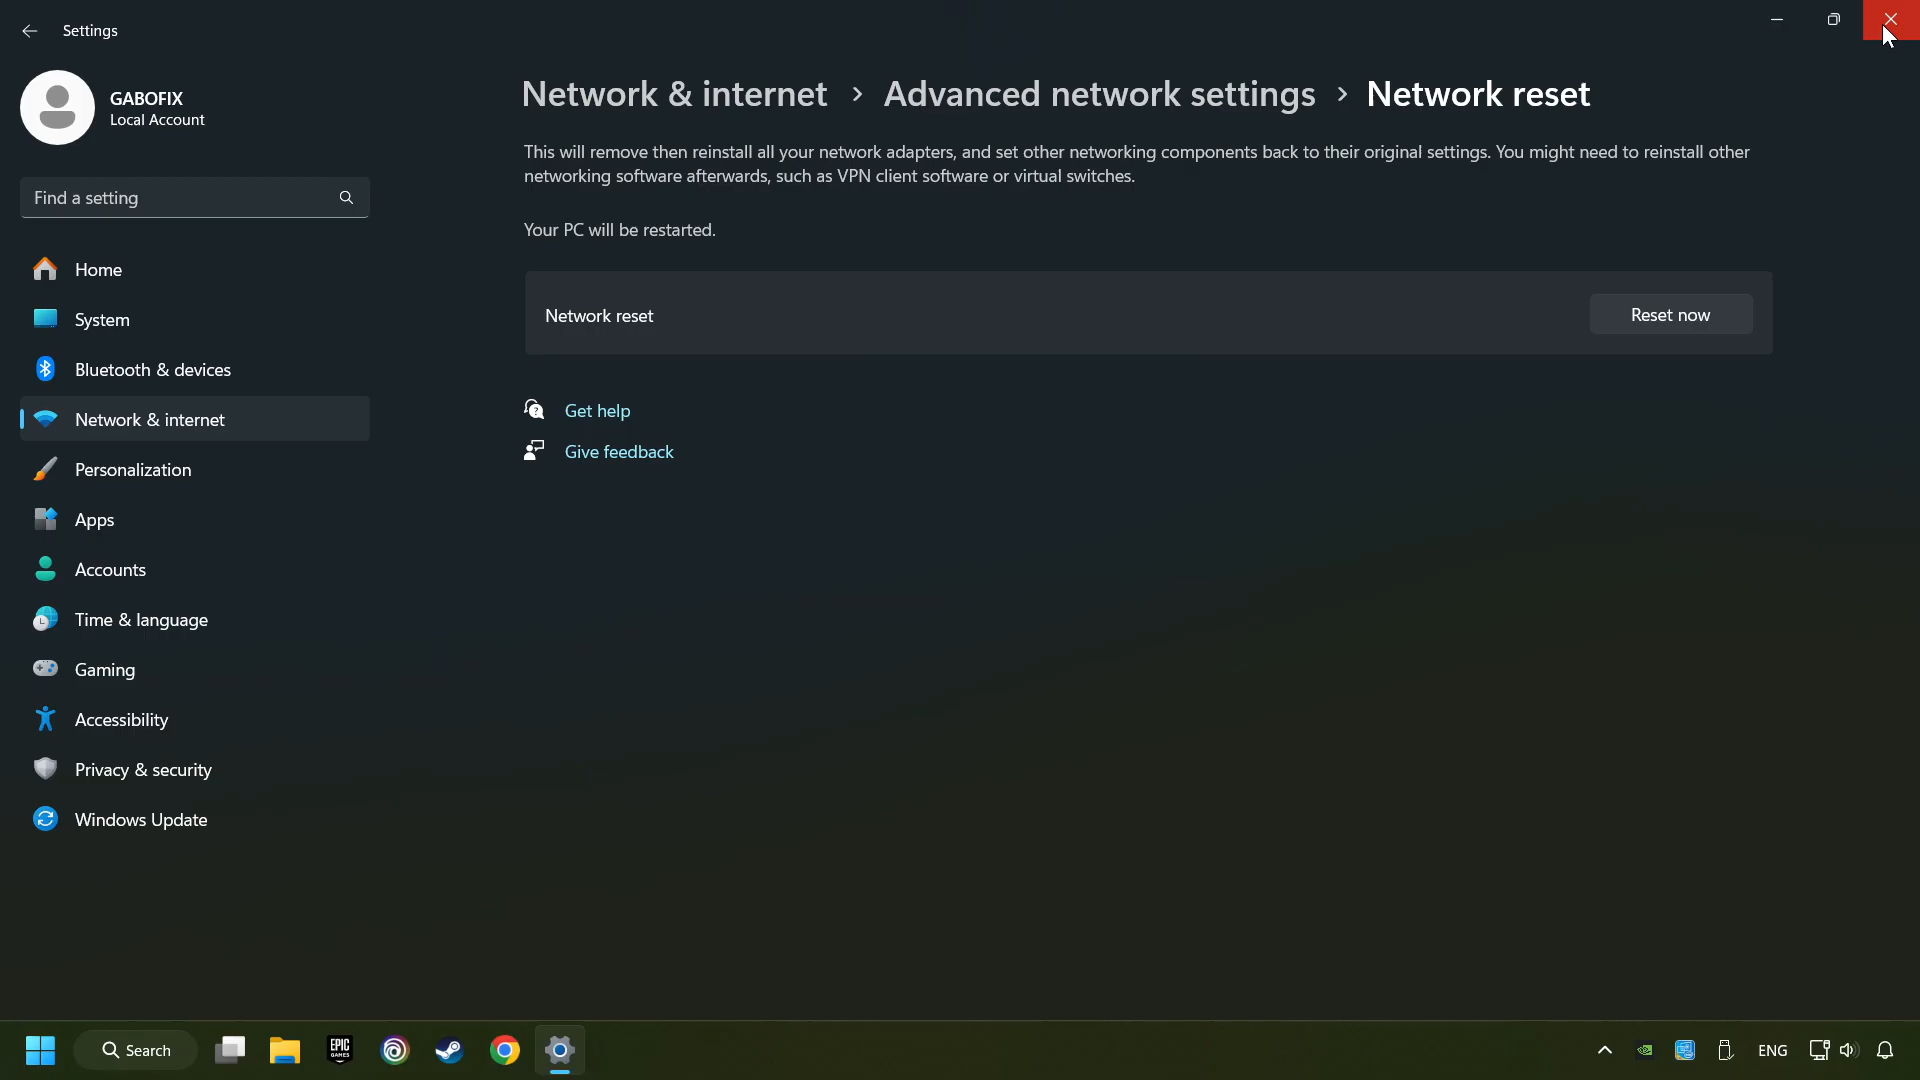 Settings
GABOFIX
Local Account
Find a setting
Home
System
Bluetooth & devices
Network & internet
Personalization
Apps
Accounts
Time & language
Gaming
Accessibility
Privacy & security
Windows Update
Network & internet > Advanced network settings > Network reset
This will remove then reinstall all your network adapters, and set other networking components back to their original settings. You might need to reinstall other
networking software afterwards, such as VPN client software or virtual switches.
Your PC will be restarted.
Network reset
Reset now
Get help
Give feedback
Search
EPIC
GAMES
ENG